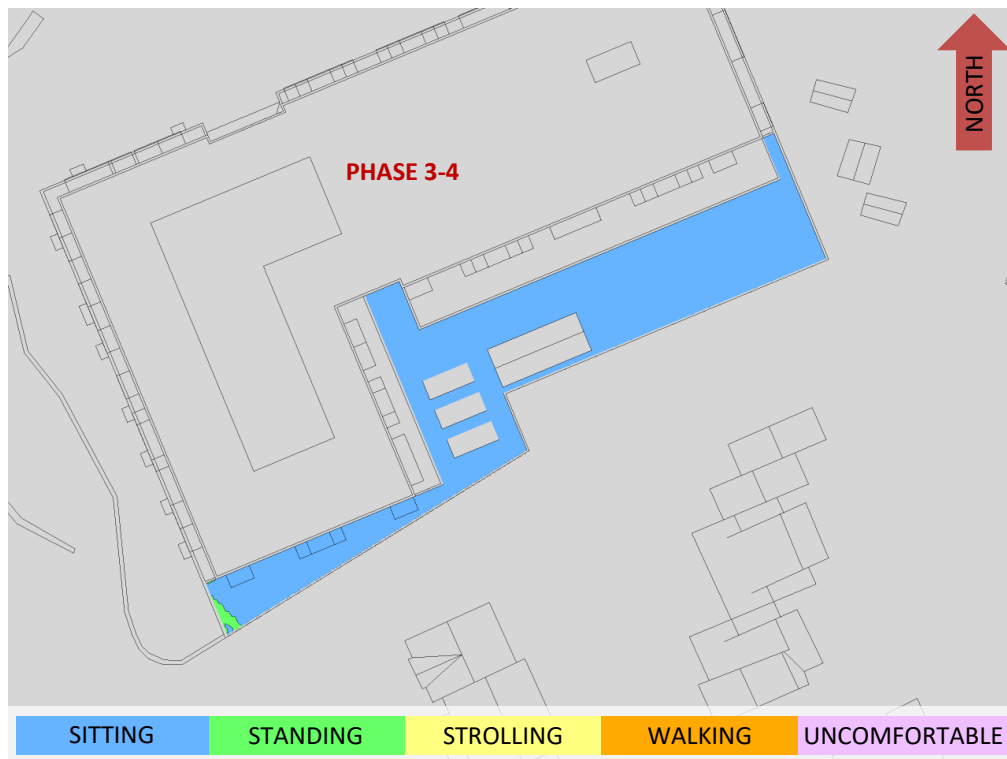 NORTH
PHASE 3-4
SITTING
STANDING
STROLLING
WALKING
UNCOMFORTABLE